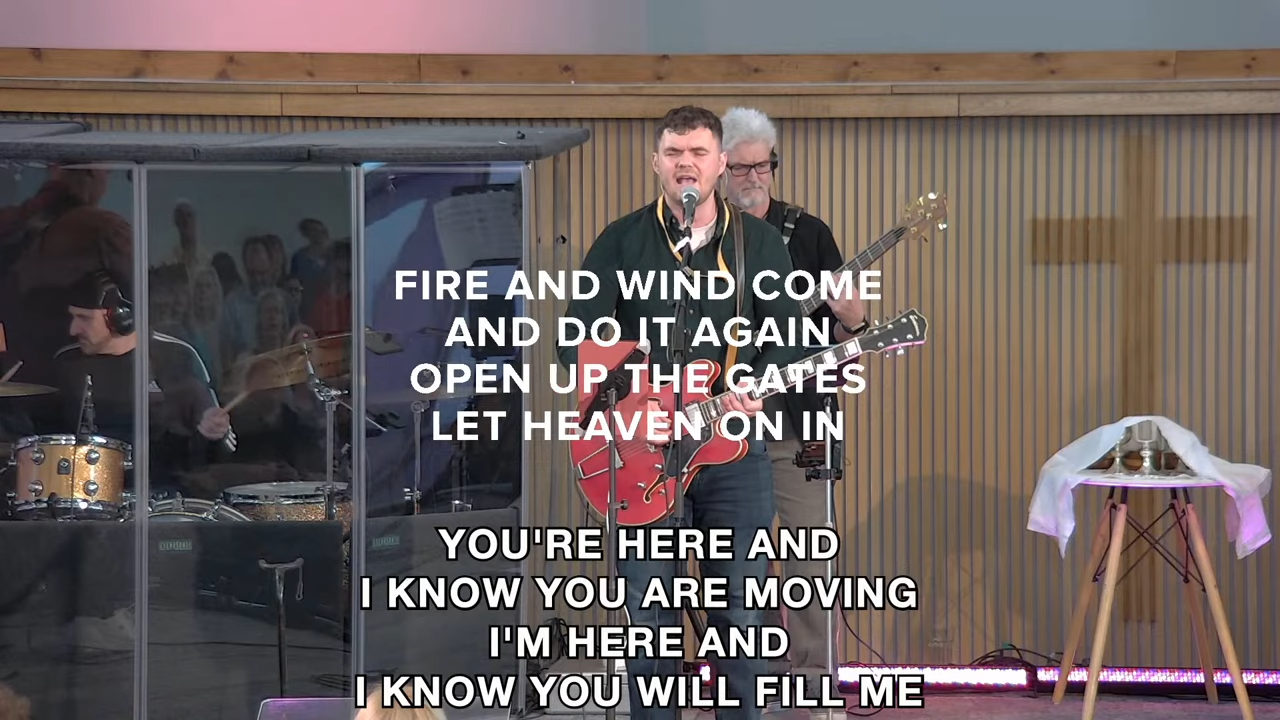 FIRE AND WIND COME
AND DO IT AGAIN
OPEN UP THE GATES
LET HEAVEN ON IN
YOU'RE HERE AND
I KNOW YOU ARE MOVING
I'M HERE AND
I KNOW YOU WILL FILL ME